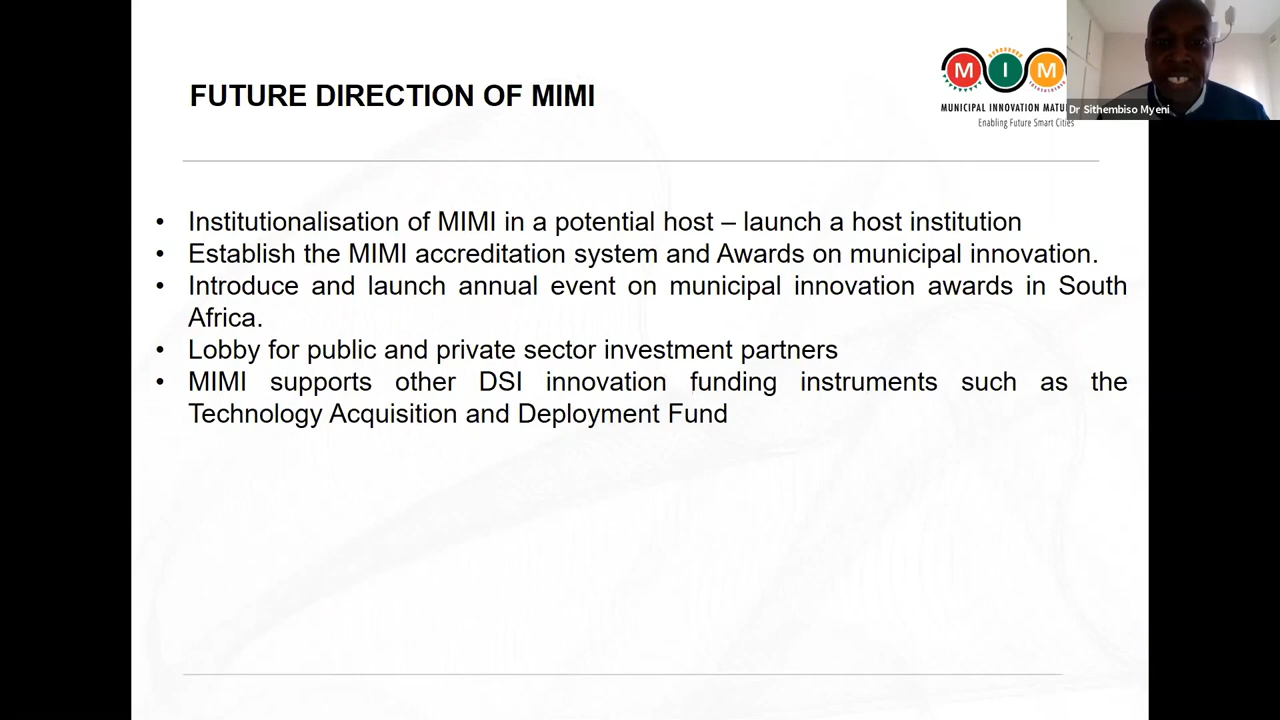 FUTURE DIRECTION OF MIMI
M I M
MUNICIPAL INNOVATION
Enabling Future Smart Cities
Dr Sithembiso Myeni
• Institutionalisation of MIMI in a potential host – launch a host institution
• Establish the MIMI accreditation system and Awards on municipal innovation.
• Introduce and launch annual event on municipal innovation awards in South
Africa.
• Lobby for public and private sector investment partners
• MIMI supports other DSI innovation funding instruments such as the
Technology Acquisition and Deployment Fund